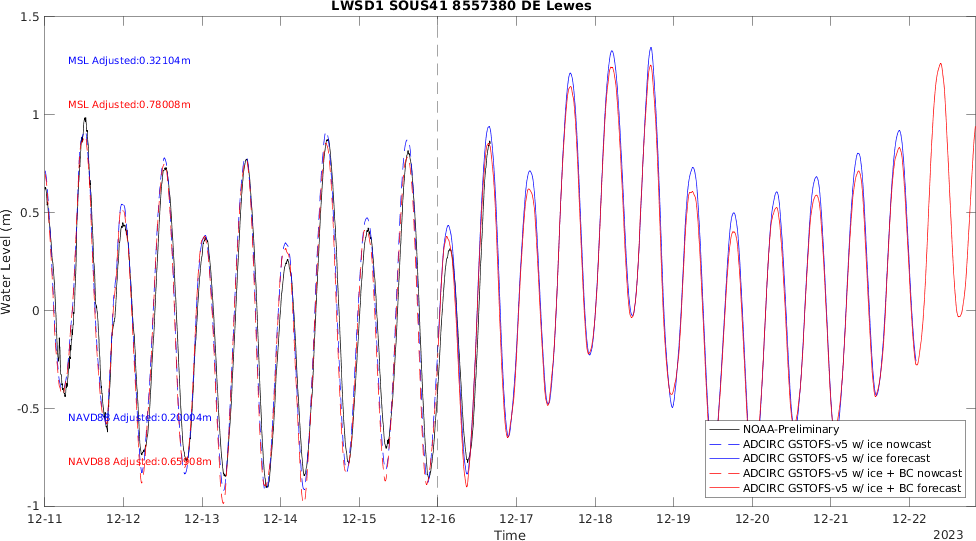 LWSD1 SOUS41 8557380 DE Lewes
1.5
1
0.5
0
-0.5
-1
Water Level (m)
MSL Adjusted:0.32104m
MSL Adjusted:0.78008m
NAVD88 Adjusted:0.20004m
NAVD88 Adjusted:0.65908m
NOAA-Preliminary
ADCIRC GSTOFS-v5 w/ ice nowcast
ADCIRC GSTOFS-v5 w/ ice forecast
ADCIRC GSTOFS-v5 w/ ice + BC nowcast
ADCIRC GSTOFS-v5 w/ ice + BC forecast
12-11 12-12 12-13 12-14 12-15 12-16 12-17 12-18 12-19 12-20 12-21 12-22
Time
2023